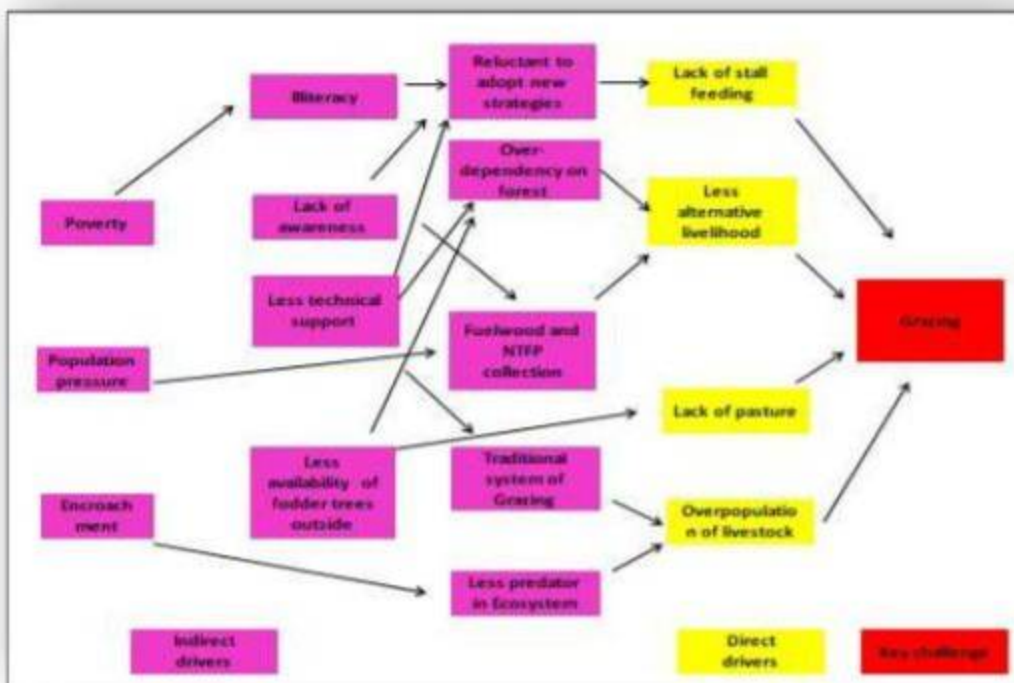 Illiteracy
Reluctant to
adopt new
strategies
Lack of stall
feeding
Over-
dependency on
forest
Poverty
Lack of
awareness
Less
alternative
livelihood
Less technical
support
Grazing
Fuelwood and
NTFP
collection
Population
pressure
Lack of pasture
Less
availability of
fodder trees
outside
Traditional
system of
Grazing
Encroach
ment
Overpopulatio
n of livestock
Less predator
in Ecosystem
Indirect
drivers
Direct
drivers
Key challenge